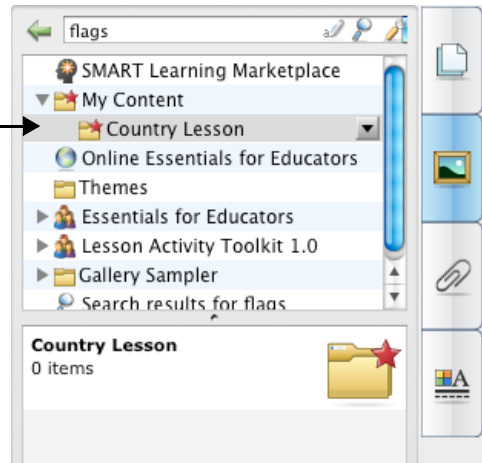 flags
SMART Learning Marketplace
My Content
Country Lesson
Online Essentials for Educators
Themes
Essentials for Educators
Lesson Activity Toolkit 1.0
Gallery Sampler
Search results for flags
Country Lesson
0 items
A